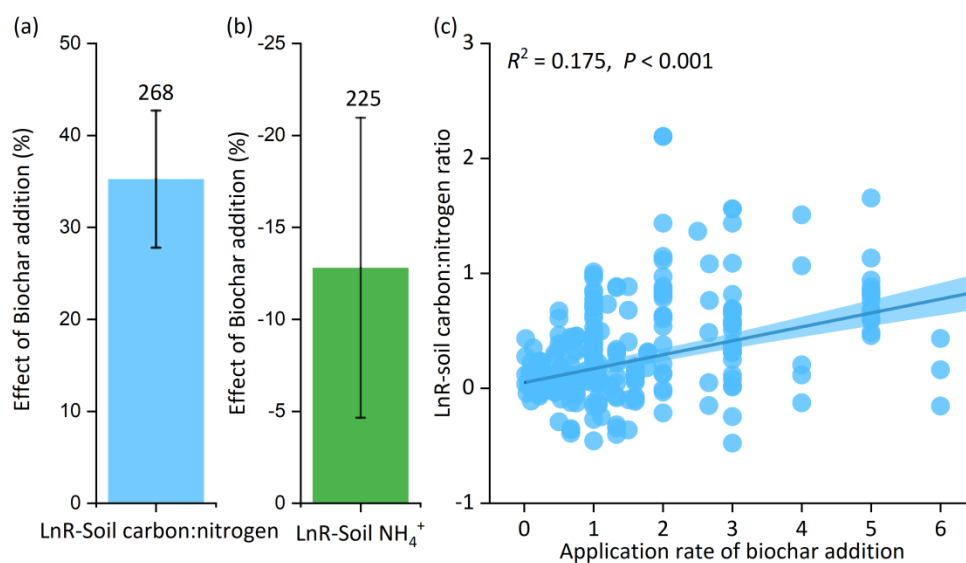 (a)
Effect of Biochar addition (%)
50
40
30
20
10
0
268
LnR-Soil carbon:nitrogen
(b)
Effect of Biochar addition (%)
-25
-20
-15
-10
-5
0
225
LnR-Soil NH₄⁺
(c)
LnR-soil carbon:nitrogen ratio
3
2
1
0
-1
R² = 0.175, P < 0.001
0 1 2 3 4 5 6
Application rate of biochar addition